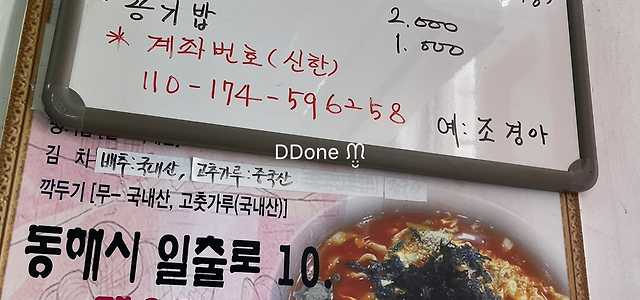 공기밥 2.000
1.000
* 계좌번호(신한)
110-174-596258
예: 조경아
DDone
김 차 배추: 국내산, 고춧가루: 중국산
깍두기 [무- 국내산, 고춧가루(국내산)]
동해시 일출로 10.